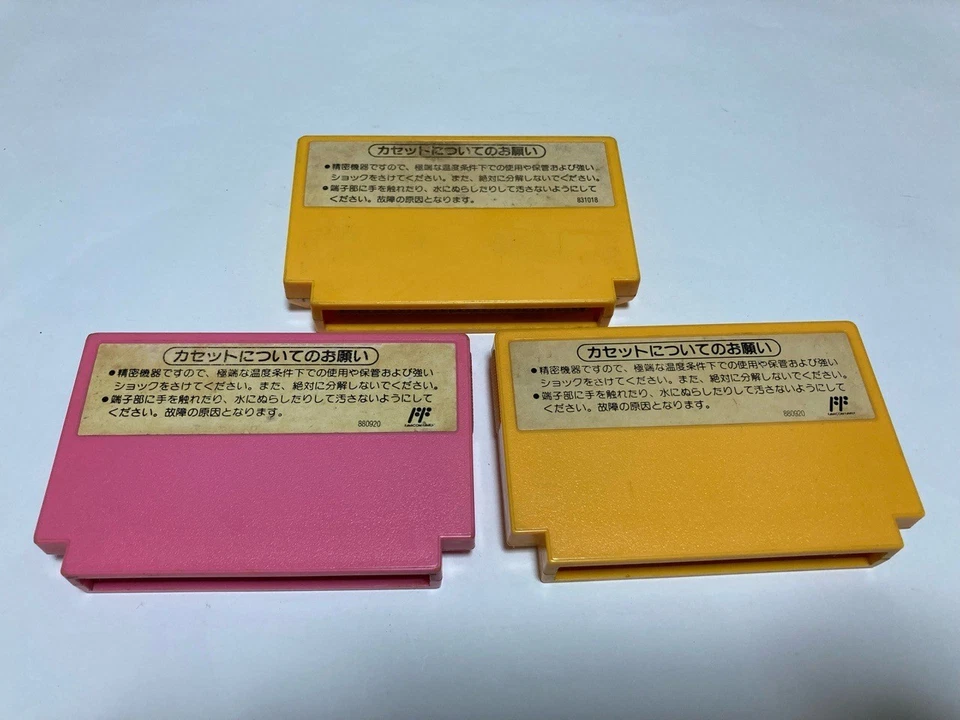 カセットについてのお願い
●精密機器ですので、極端な温度条件下での使用や保管および強い
ショックをさけてください。また、絶対に分解しないでください。
●端子部に手を触れたり、水にぬらしたりして汚さないようにして
ください。故障の原因となります。
831018
カセットについてのお願い
●精密機器ですので、極端な温度条件下での使用や保管および強い
ショックをさけてください。また、絶対に分解しないでください。
●端子部に手を触れたり、水にぬらしたりして汚さないようにして
ください。故障の原因となります。
880920
FF
カセットについてのお願い
●精密機器ですので、極端な温度条件下での使用や保管および強い
ショックをさけてください。また、絶対に分解しないでください。
●端子部に手を触れたり、水にぬらしたりして汚さないようにして
ください。故障の原因となります。
880920
FF